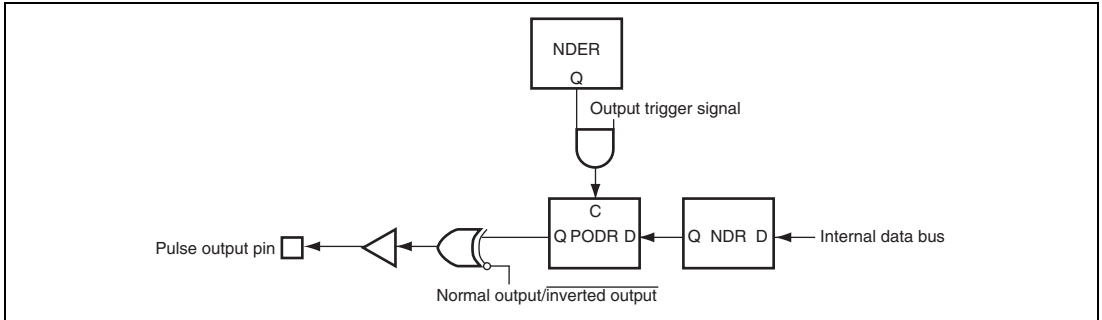 NDER
Q
Output trigger signal
C
Q PODR D
Q NDR D
Internal data bus
Pulse output pin
Normal output/inverted output